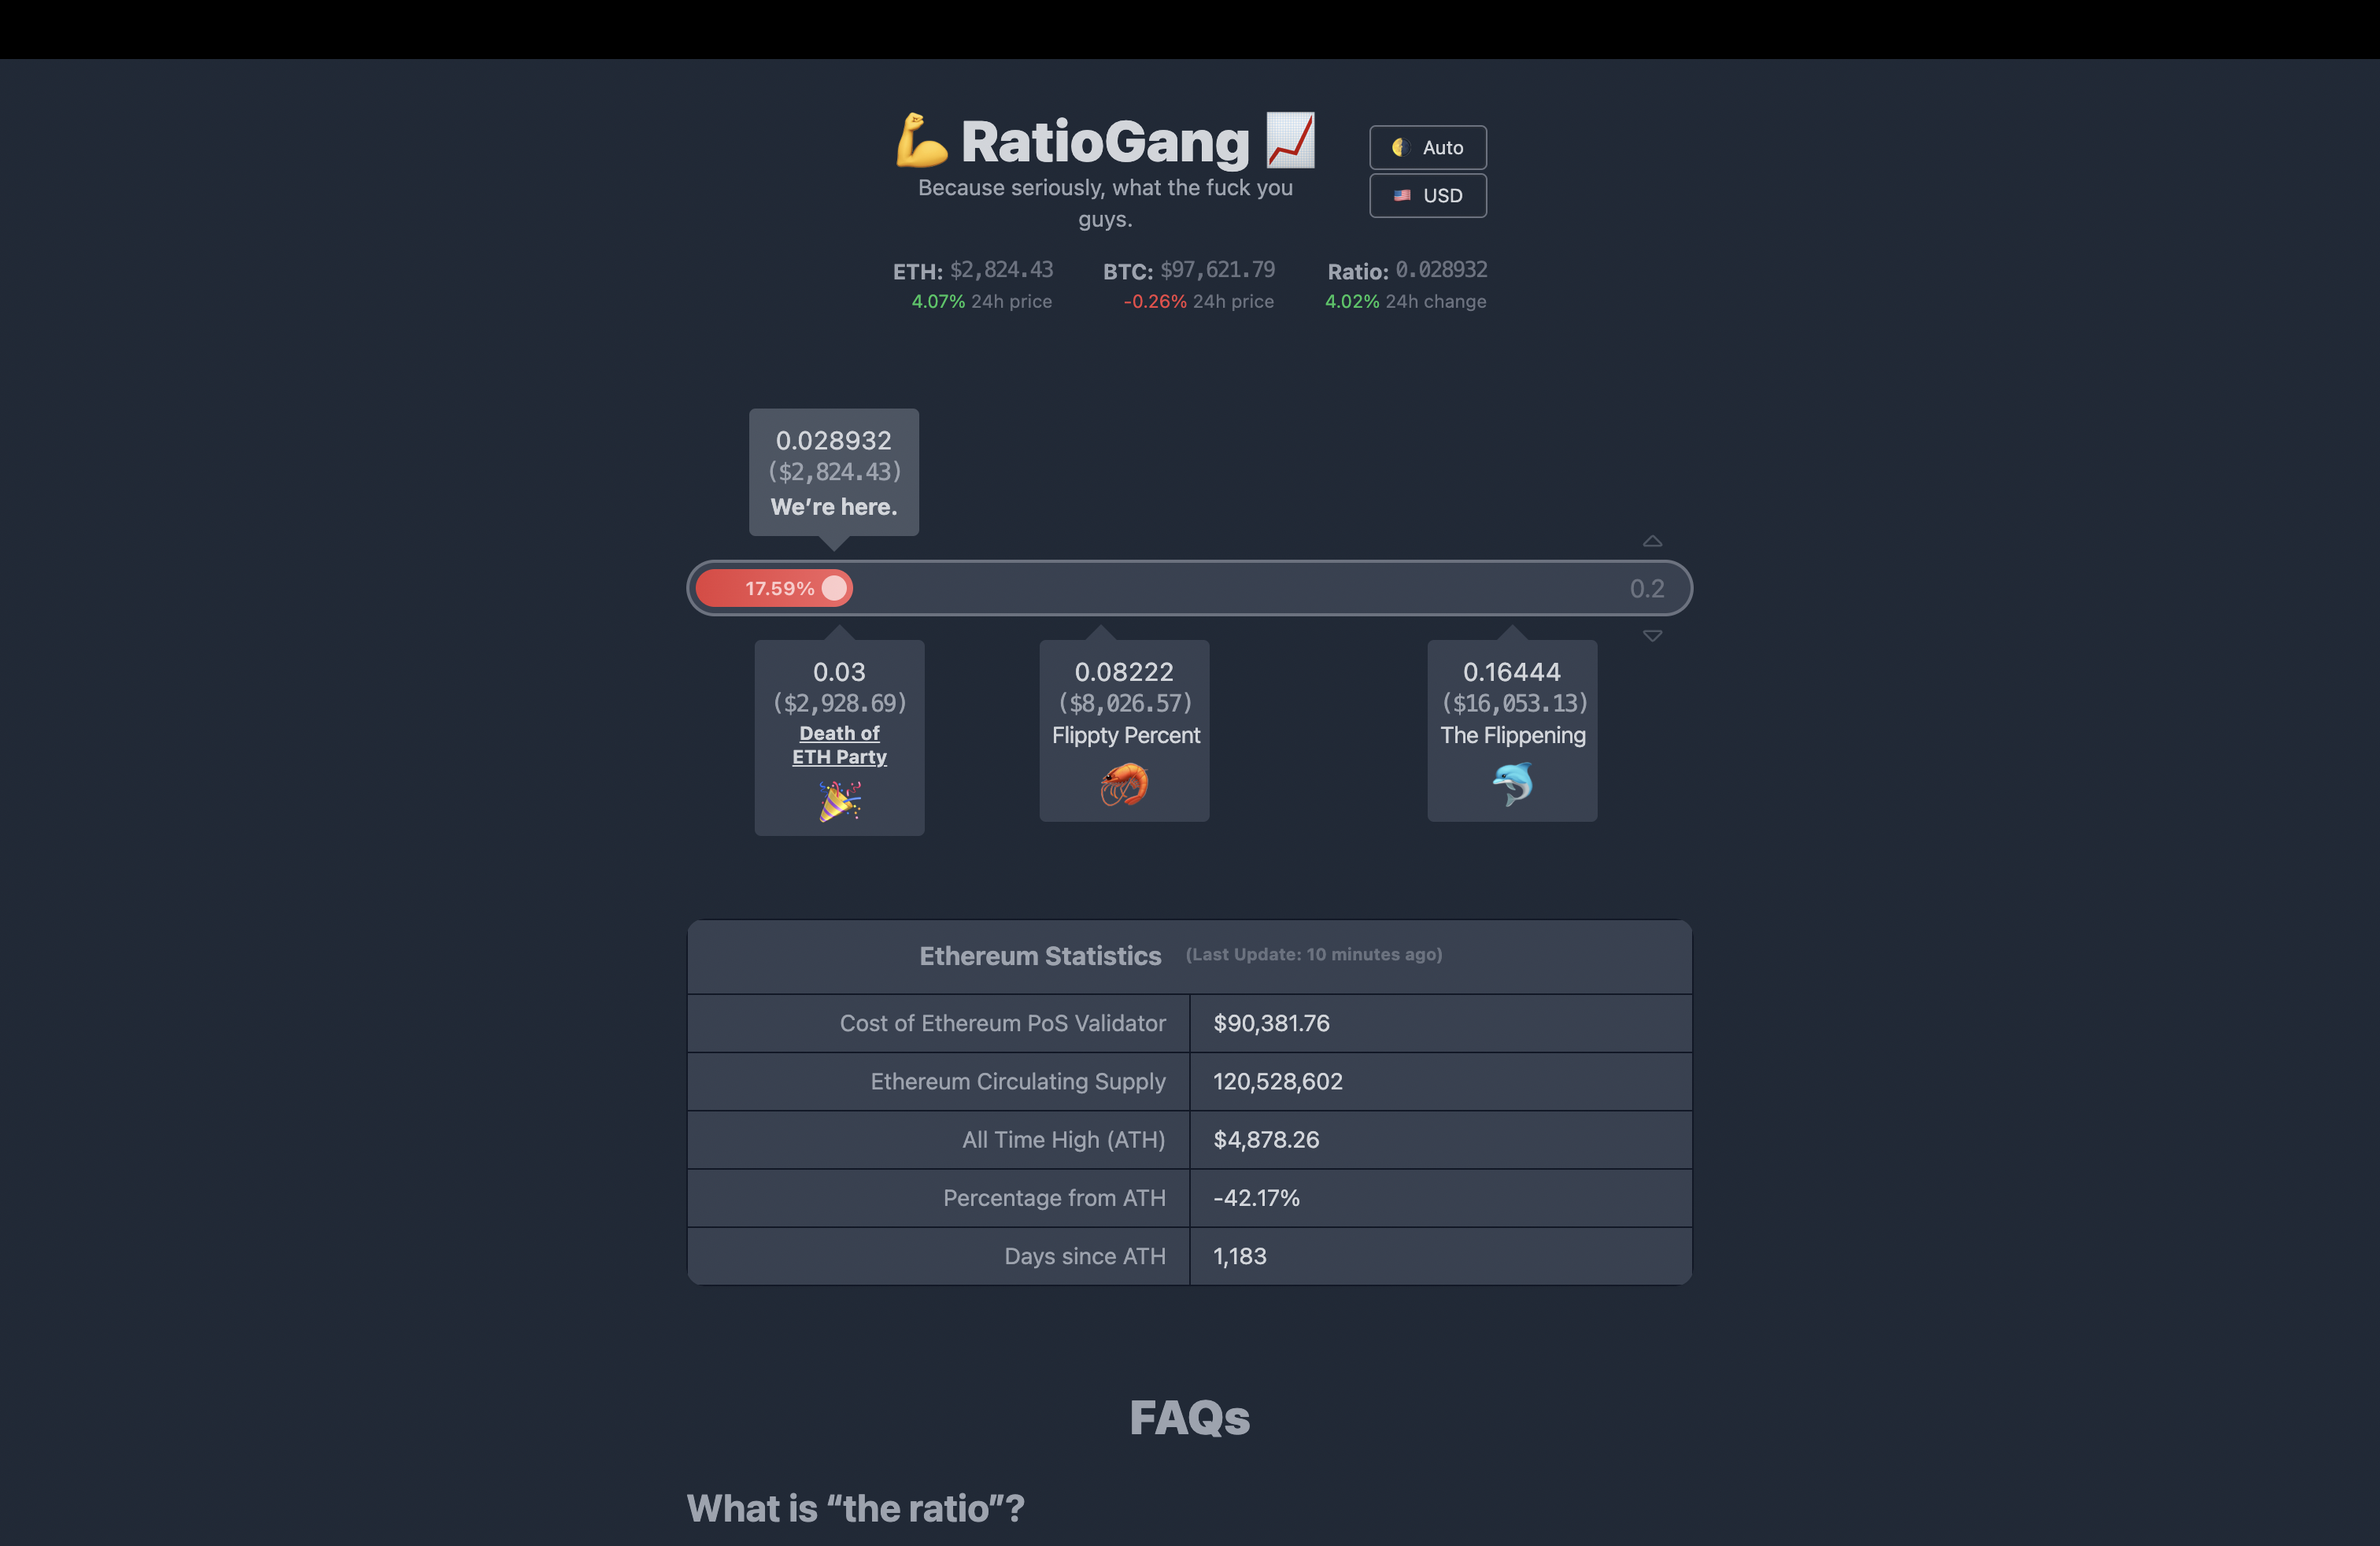 RatioGang
Because seriously, what the fuck you
guys.
Auto
USD
ETH: $2,824.43
4.07% 24h price
BTC: $97,621.79
-0.26% 24h price
Ratio: 0.028932
4.02% 24h change
0.028932
($2,824.43)
We’re here.
17.59%
0.2
0.03
($2,928.69)
Death of
ETH Party
0.08222
($8,026.57)
Flippty Percent
0.16444
($16,053.13)
The Flippening
Ethereum Statistics (Last Update: 10 minutes ago)
Cost of Ethereum PoS Validator $90,381.76
Ethereum Circulating Supply 120,528,602
All Time High (ATH) $4,878.26
Percentage from ATH -42.17%
Days since ATH 1,183
FAQs
What is “the ratio”?